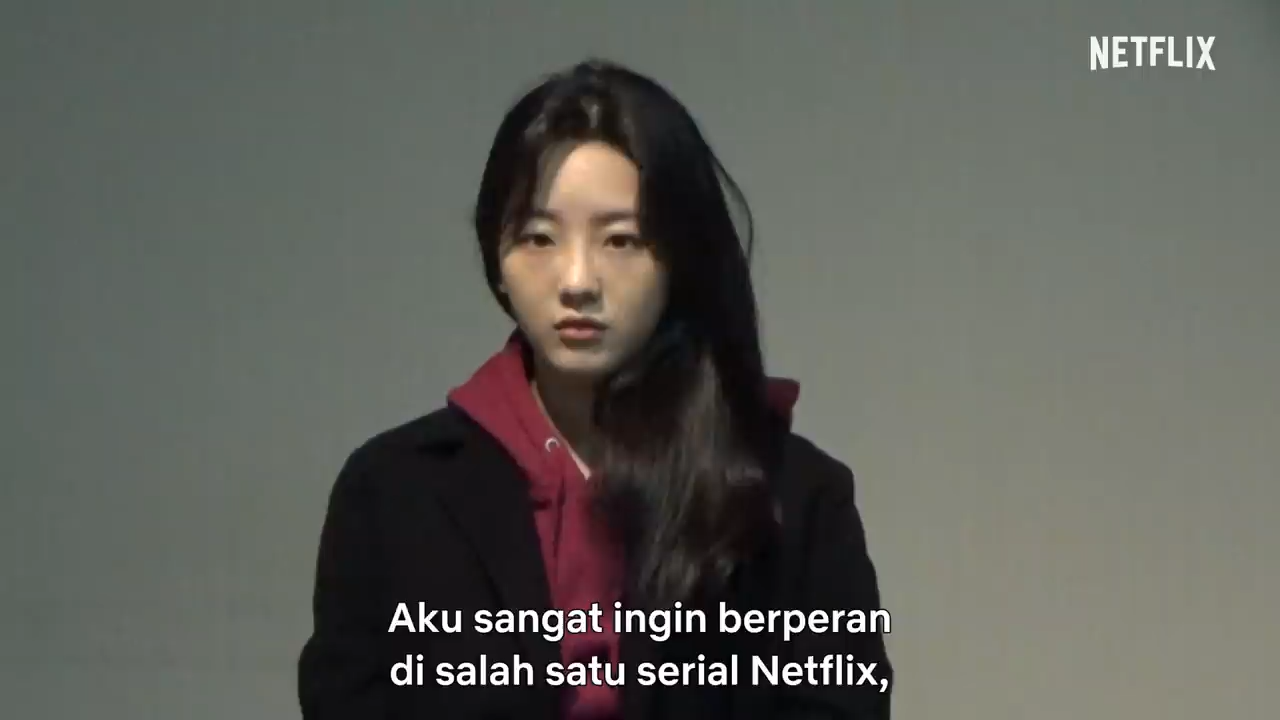 NETFLIX
Aku sangat ingin berperan
di salah satu serial Netflix,